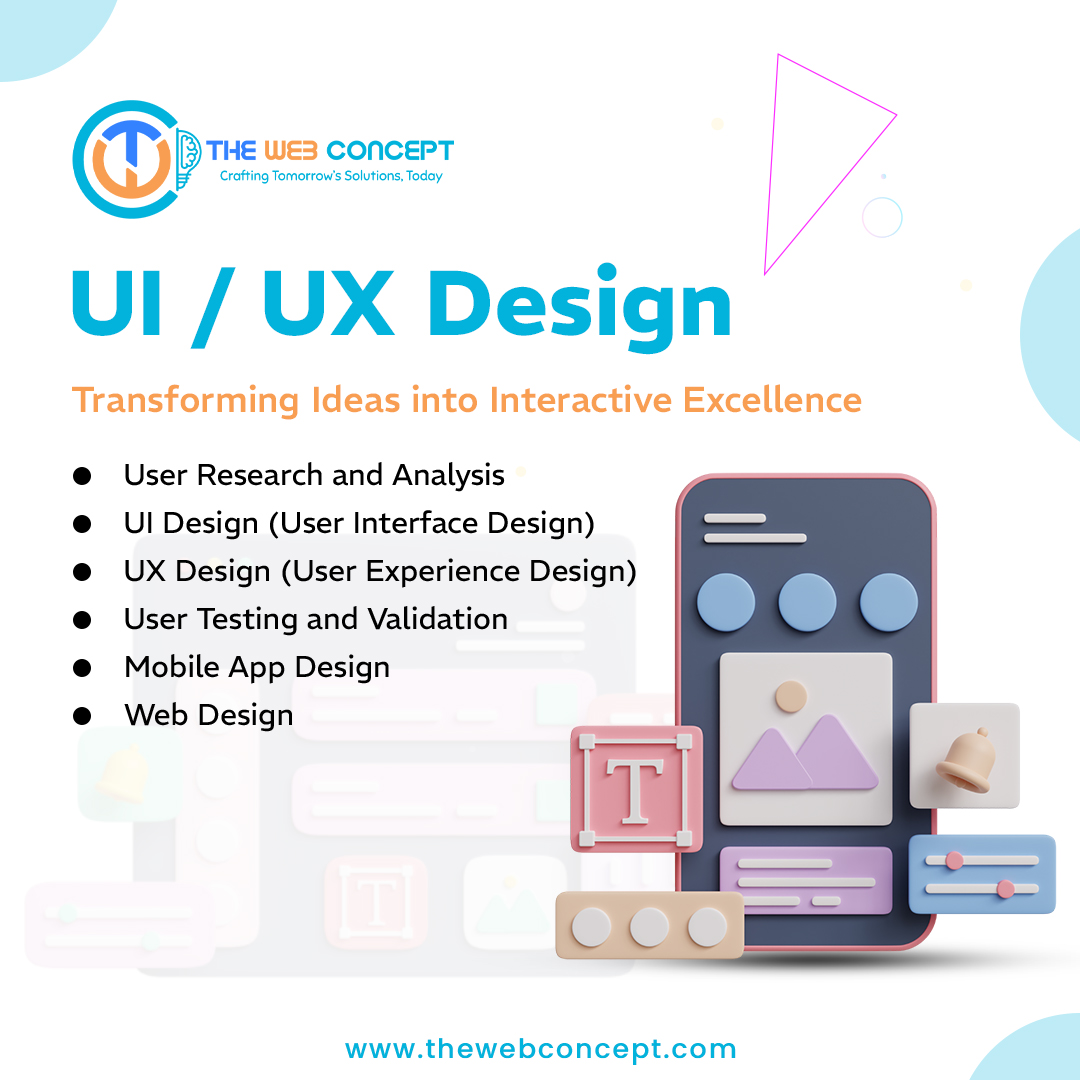 THE WEB CONCEPT
Crafting Tomorrow's Solutions, Today
UI / UX Design
Transforming Ideas into Interactive Excellence
● User Research and Analysis
● UI Design (User Interface Design)
● UX Design (User Experience Design)
● User Testing and Validation
● Mobile App Design
● Web Design
T
T
www.thewebconcept.com